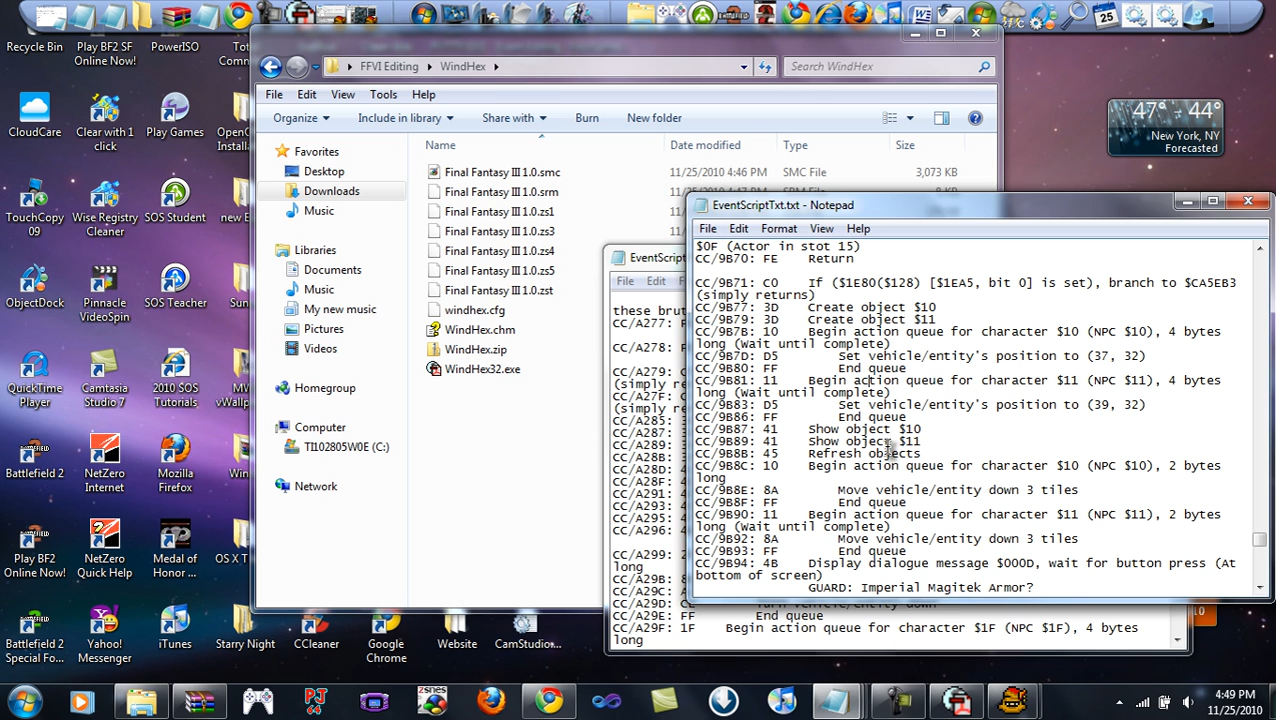 Recycle Bin
Play BF2 SF Online Now!
PowerISO
CloudCare
Clear with 1 click
Play Games
TouchCopy 09
Wise Registry Cleaner
SOS Student
ObjectDock
Pinnacle VideoSpin
SOS Teacher
QuickTime Player
Camtasia Studio 7
2010 SOS Tutorials
Battlefield 2
NetZero Internet
Mozilla Firefox
Play BF2 Online Now!
NetZero Quick Help
Medal of Honor ...
Battlefield 2 Special Fo...
Yahoo! Messenger
iTunes
Starry Night
CCleaner
Google Chrome
Website
CamStudio...
FFVI Editing
WindHex
Search WindHex
File Edit View Tools Help
Organize Include in library Share with Burn New folder
Name Date modified Type Size
Favorites
Desktop
Downloads
Music
Libraries
Documents
Music
My new music
Pictures
Videos
Homegroup
Computer
TI102805W0E (C:)
Network
Final Fantasy III 1.0.smc 11/25/2010 4:46 PM SMC File 3,073 KB
Final Fantasy III 1.0.srm
Final Fantasy III 1.0.zs1
Final Fantasy III 1.0.zs3
Final Fantasy III 1.0.zs4
Final Fantasy III 1.0.zs5
Final Fantasy III 1.0.zst
windhex.cfg
WindHex.chm
WindHex.zip
WindHex32.exe
47° 44°
New York, NY
Forecasted
25
EventScript
File Edit
these brut
CC/A277: F
CC/A278: F
CC/A279: C
(simply re
CC/A27F: C
(simply re
CC/A285:
CC/A287:
CC/A289:
CC/A28B:
CC/A28D:
CC/A28F:
CC/A291:
CC/A293:
CC/A295:
CC/A296:
CC/A299: 2
long
CC/A29B: 8
CC/A29D: CE Turn vehicle/entity down
CC/A29E: FF End queue
CC/A29F: 1F Begin action queue for character $1F (NPC $1F), 4 bytes
long
EventScriptTxt.txt - Notepad
File Edit Format View Help
$0F (Actor in stot 15)
CC/9B70: FE Return
CC/9B71: C0 If ($1E80($128) [$1EA5, bit 0] is set), branch to $CA5EB3
(simply returns)
CC/9B77: 3D Create object $10
CC/9B79: 3D Create object $11
CC/9B7B: 10 Begin action queue for character $10 (NPC $10), 4 bytes
long (Wait until complete)
CC/9B7D: D5 Set vehicle/entity's position to (37, 32)
CC/9B80: FF End queue
CC/9B81: 11 Begin action queue for character $11 (NPC $11), 4 bytes
long (Wait until complete)
CC/9B83: D5 Set vehicle/entity's position to (39, 32)
CC/9B86: FF End queue
CC/9B87: 41 Show object $10
CC/9B89: 41 Show object $11
CC/9B8B: 45 Refresh objects
CC/9B8C: 10 Begin action queue for character $10 (NPC $10), 2 bytes
long
CC/9B8E: 8A Move vehicle/entity down 3 tiles
CC/9B8F: FF End queue
CC/9B90: 11 Begin action queue for character $11 (NPC $11), 2 bytes
long (Wait until complete)
CC/9B92: 8A Move vehicle/entity down 3 tiles
CC/9B93: FF End queue
CC/9B94: 4B Display dialogue message $000D, wait for button press (At
bottom of screen)
GUARD: Imperial Magitek Armor?
4:49 PM
11/25/2010